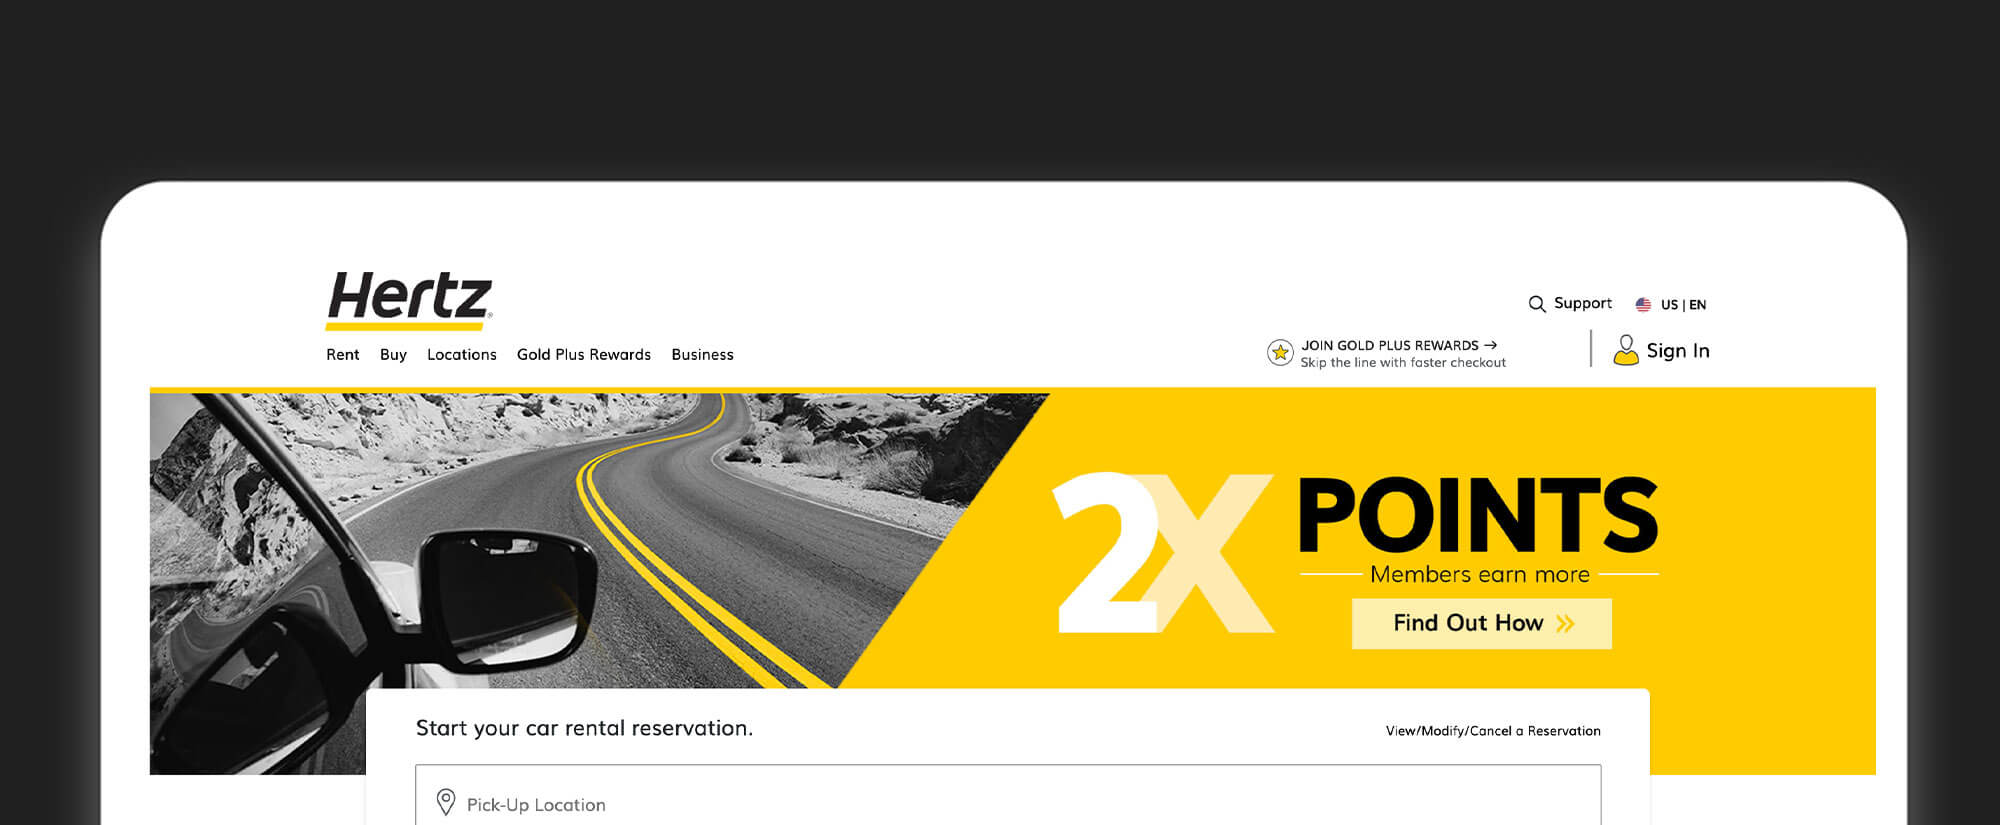 Hertz
Support
US | EN
Rent Buy Locations Gold Plus Rewards Business
JOIN GOLD PLUS REWARDS →
Skip the line with faster checkout
Sign In
2X POINTS
Members earn more
Find Out How »
Start your car rental reservation.
View/Modify/Cancel a Reservation
Pick-Up Location